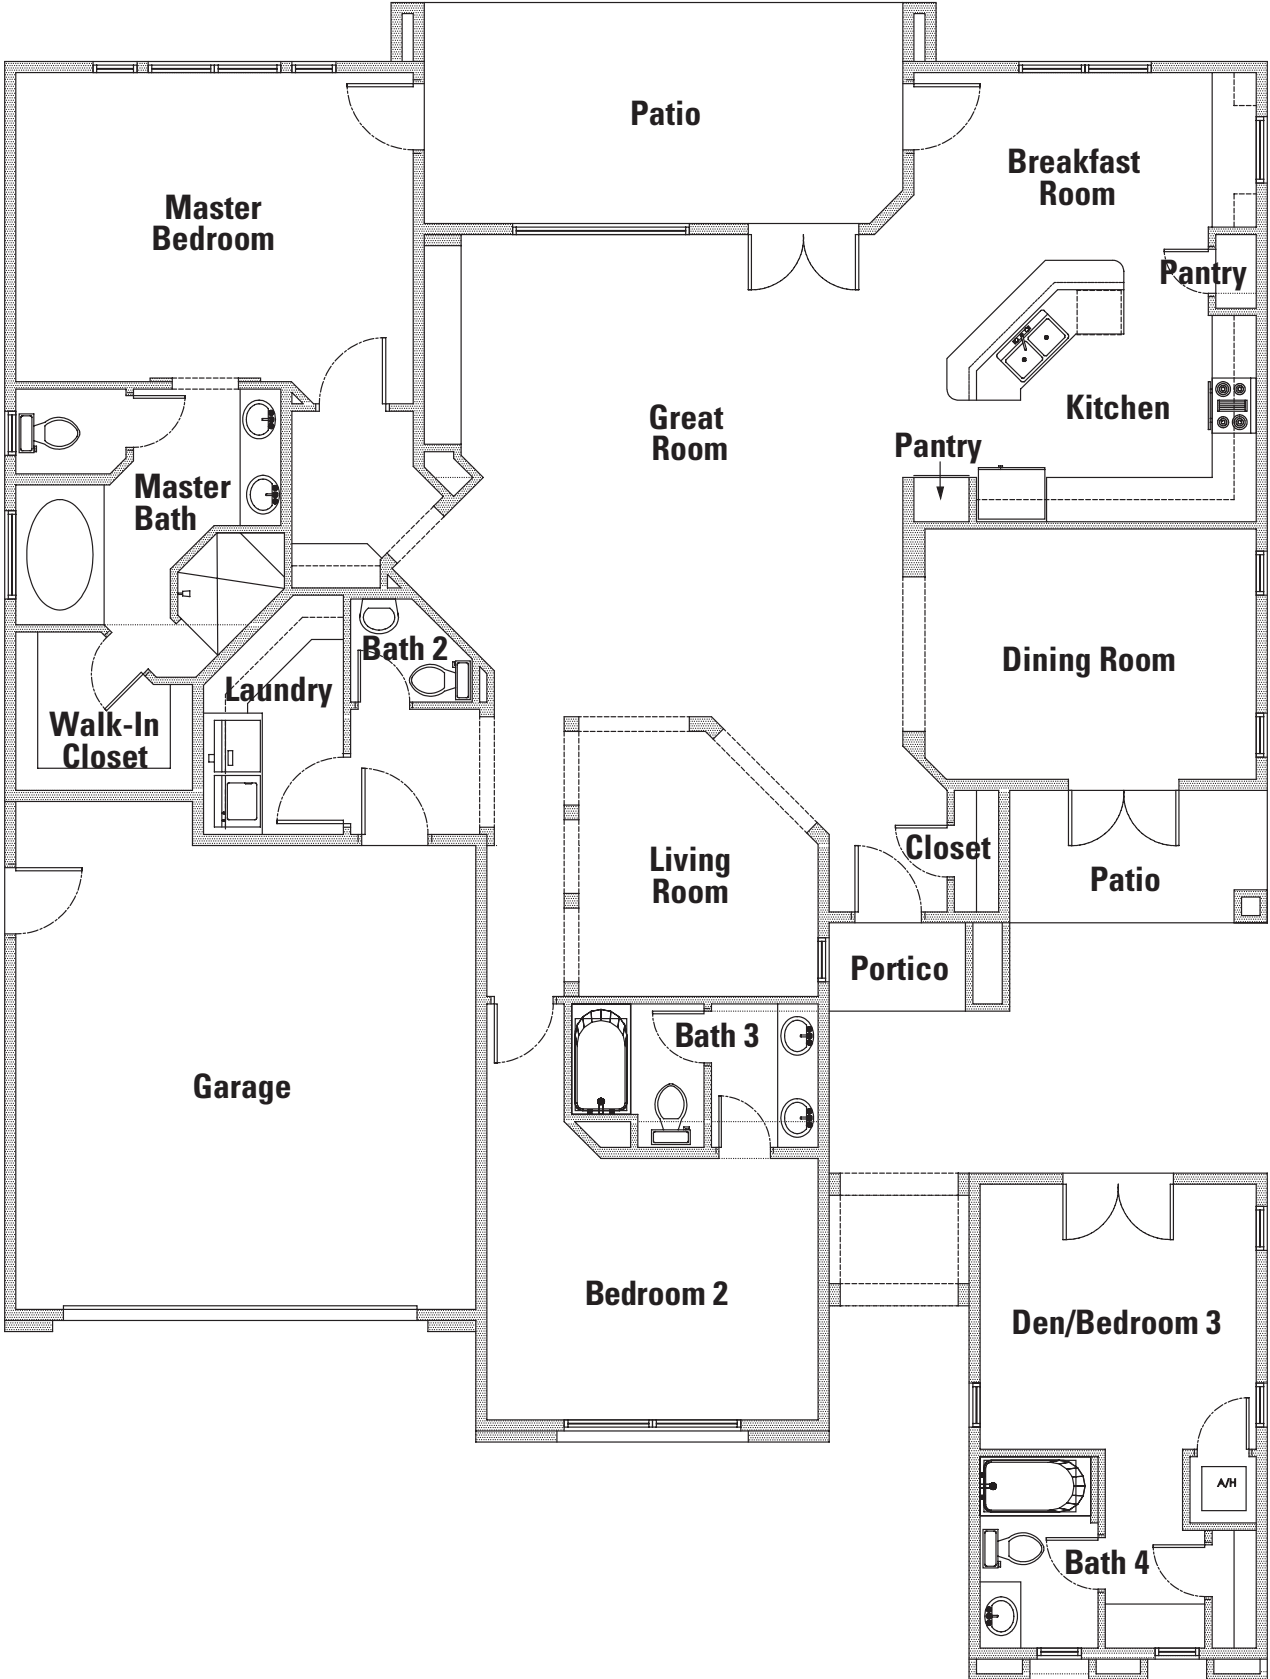 Patio
Breakfast
Room
Master
Bedroom
Pantry
Great
Room
Kitchen
Pantry
Master
Bath
Bath 2
Dining Room
Laundry
Walk-In
Closet
Closet
Living
Room
Patio
Portico
Bath 3
Garage
Bedroom 2
Den/Bedroom 3
A/H
Bath 4